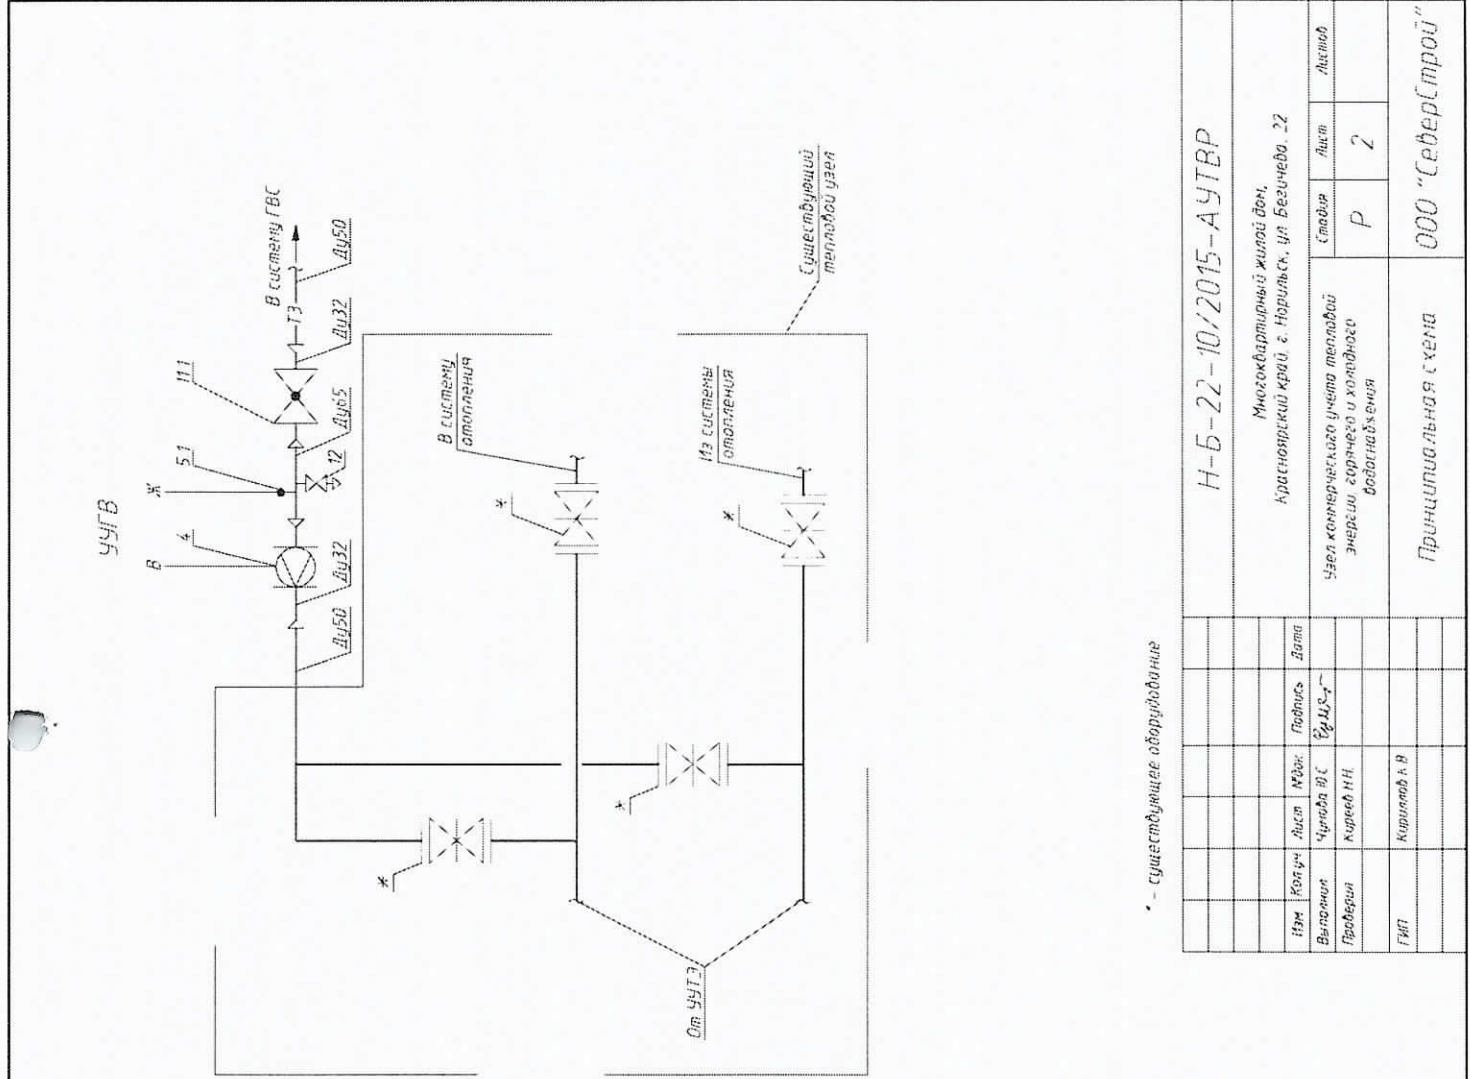 УУГВ
В
4
Ж
5.1
11.1
В систему ГВС
Т3
Ду50
Ду32
12
Ду65
Ду32
Ду50
*
В систему
отопления
*
Из системы
отопления
*
*
Существующий
тепловой узел
От УУТЭ
* - существующее оборудование
Н-Б-22-10/2015-АУТВР
Многоквартирный жилой дом,
Красноярский край, г. Норильск, ул. Бегичева, 22
Изм Кол.уч Лист №док. Подпись Дата
Выполнил
Проверил Киреев Н.Н.
ГИП Кириллов К.В
Узел коммерческого учёта тепловой
энергии, горячего и холодного
водоснабжения
Стадия Лист Листов
Р 2
Принципиальная схема
ООО "СеверСтрой"